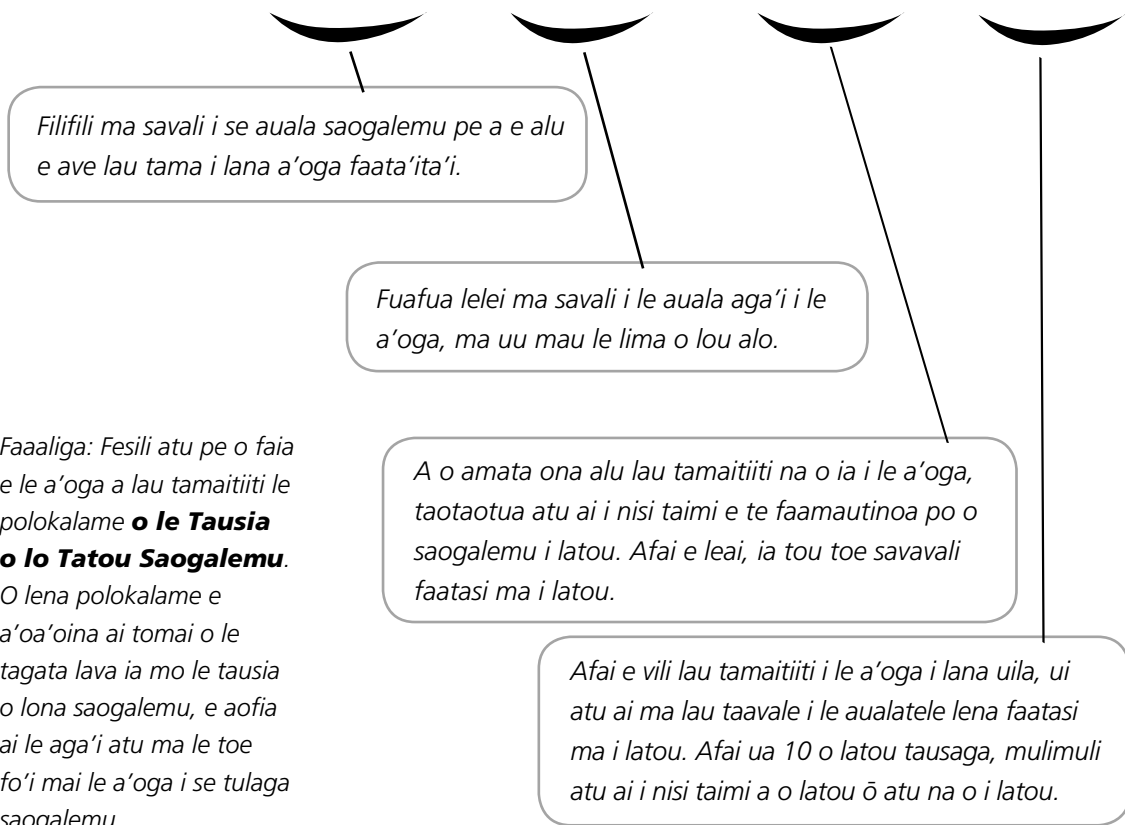 Filifili ma savali i se auala saogalemu pe a e alu
e ave lau tama i lana a’oga faata’ita’i.
Fuafua lelei ma savali i le auala aga’i i le
a’oga, ma uu mau le lima o lou alo.
A o amata ona alu lau tamaitiiti na o ia i le a’oga,
taotaotua atu ai i nisi taimi e te faamautinoa po o
saogalemu i latou. Afai e leai, ia tou toe savavali
faatasi ma i latou.
Afai e vili lau tamaitiiti i le a’oga i lana uila, ui
atu ai ma lau taavale i le aualatele lena faatasi
ma i latou. Afai ua 10 o latou tausaga, mulimuli
atu ai i nisi taimi a o latou ō atu na o i latou.
Faaaliga: Fesili atu pe o faia
e le a’oga a lau tamaitiiti le
polokalame o le Tausia
o lo Tatou Saogalemu.
O lena polokalame e
a’oa’oina ai tomai o le
tagata lava ia mo le tausia
o lona saogalemu, e aofia
ai le aga’i atu ma le toe
fo’i mai le a’oga i se tulaga
saogalemu